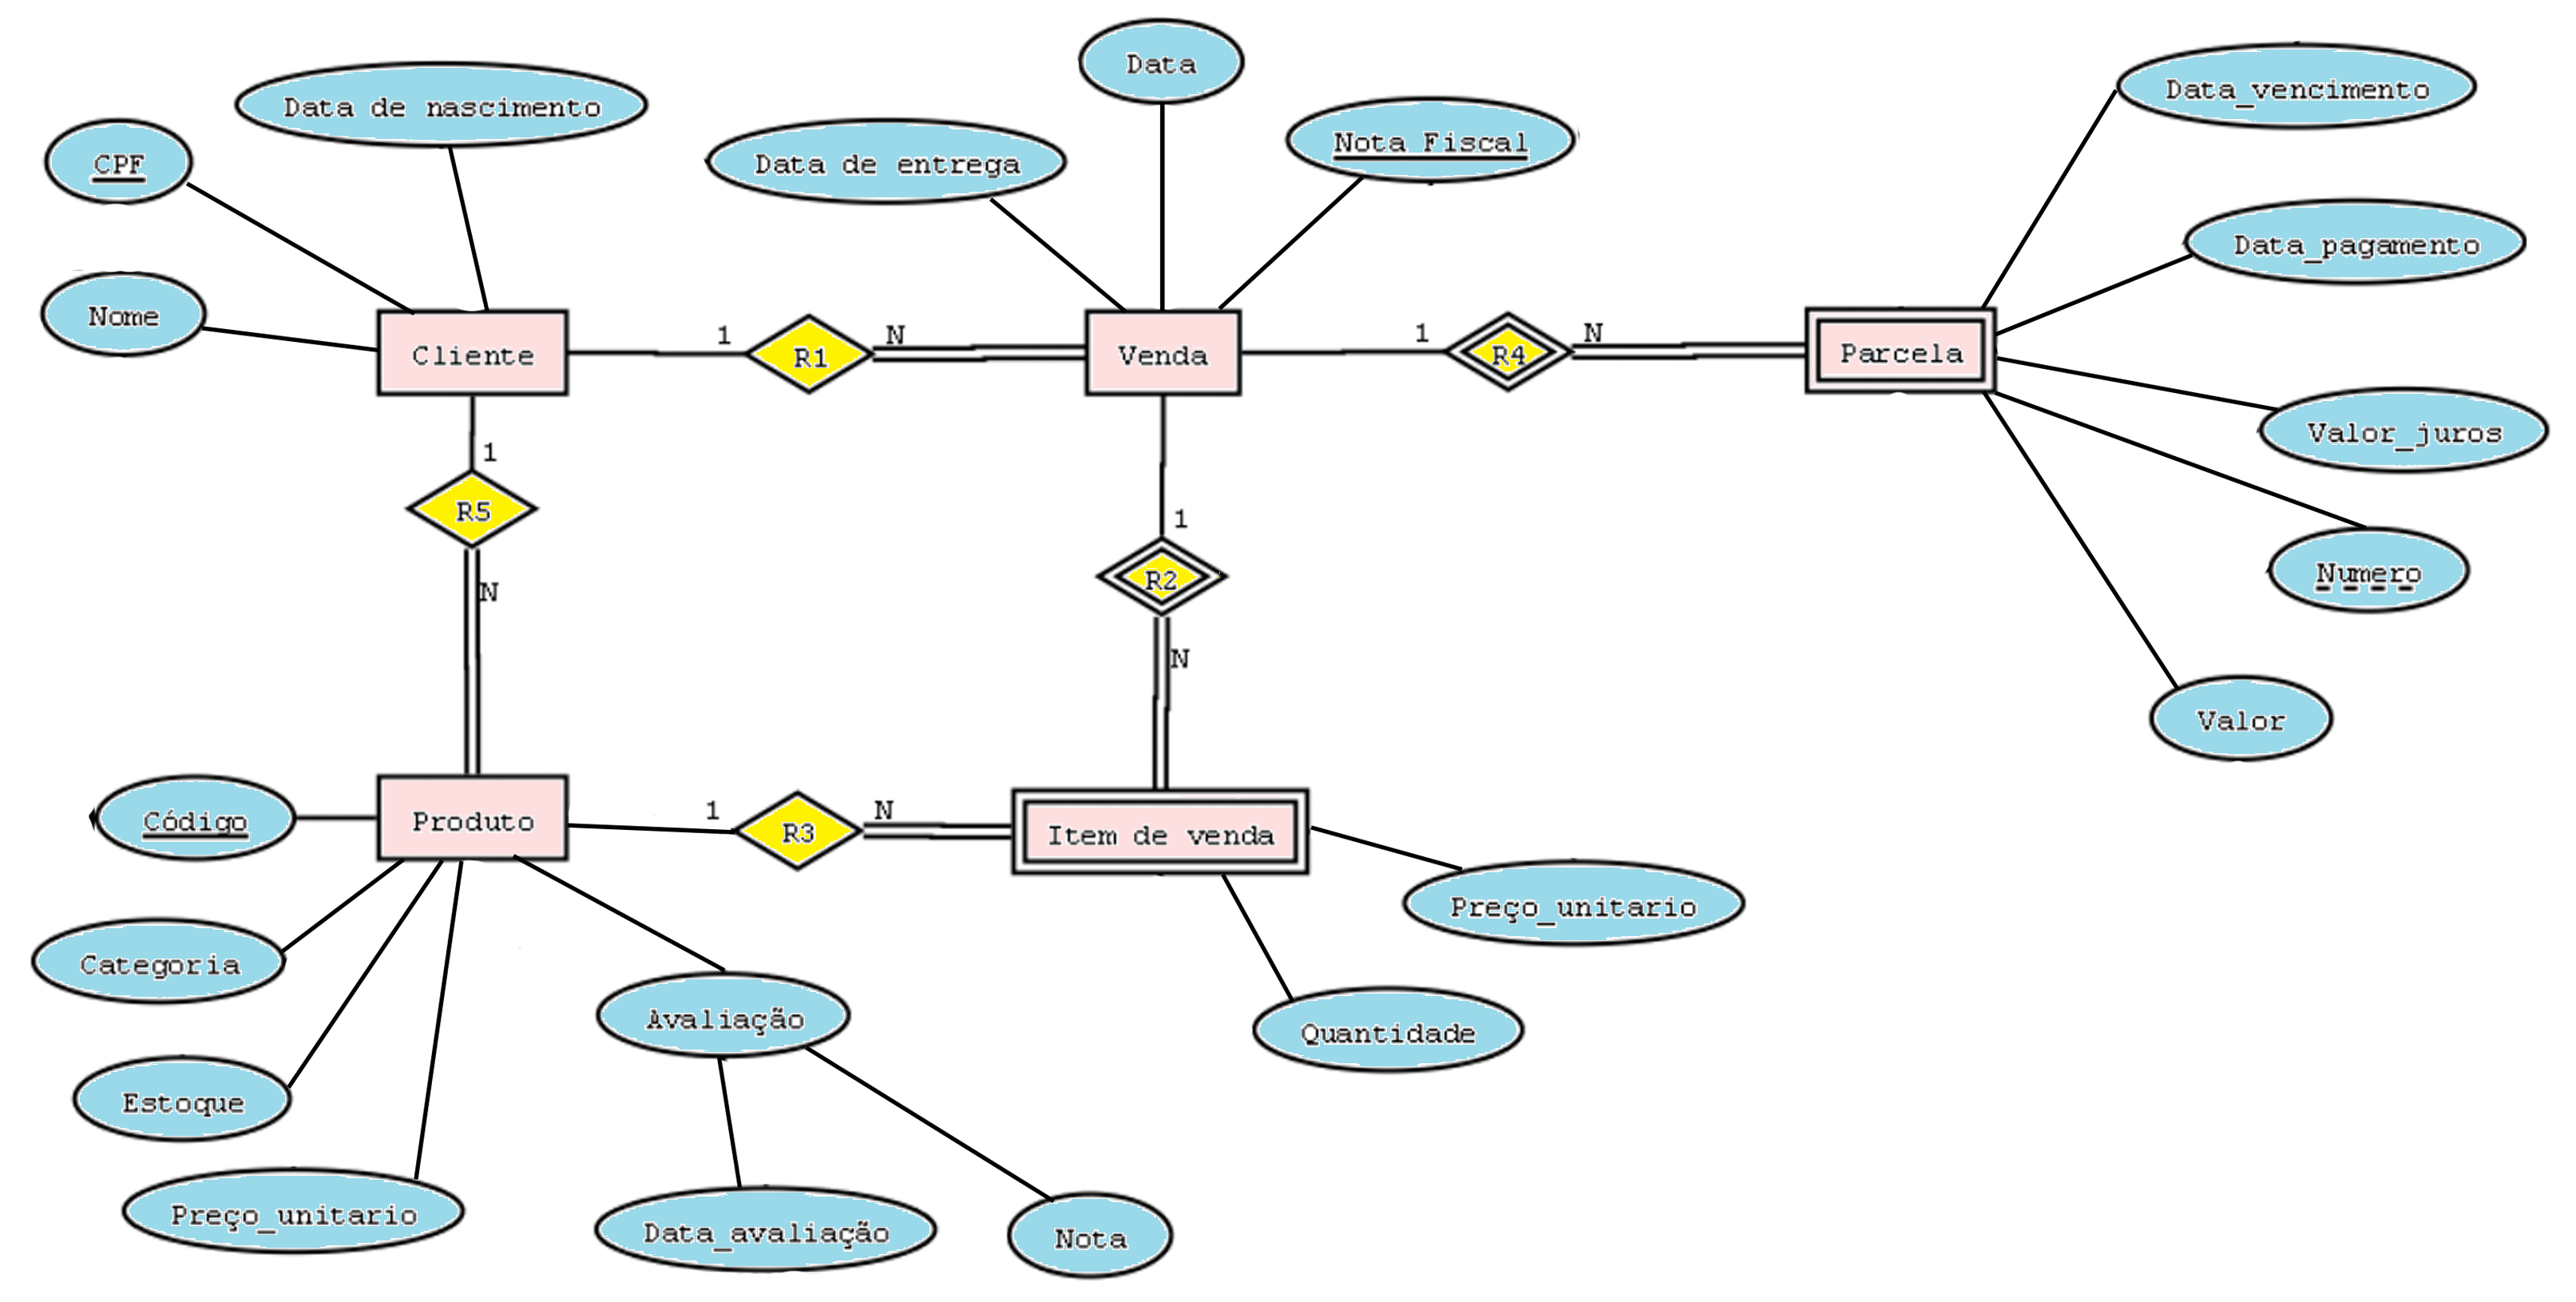 Data
Data de nascimento
Data_vencimento
CPF
Data de entrega
Nota Fiscal
Data_pagamento
Nome
Cliente
1
R1
N
Venda
1
R4
N
Parcela
Valor_juros
1
R5
1
N
R2
Numero
N
Valor
Código
Produto
1
R3
N
Item de venda
Preço_unitario
Categoria
Avaliação
Quantidade
Estoque
Preço_unitario
Data_avaliação
Nota